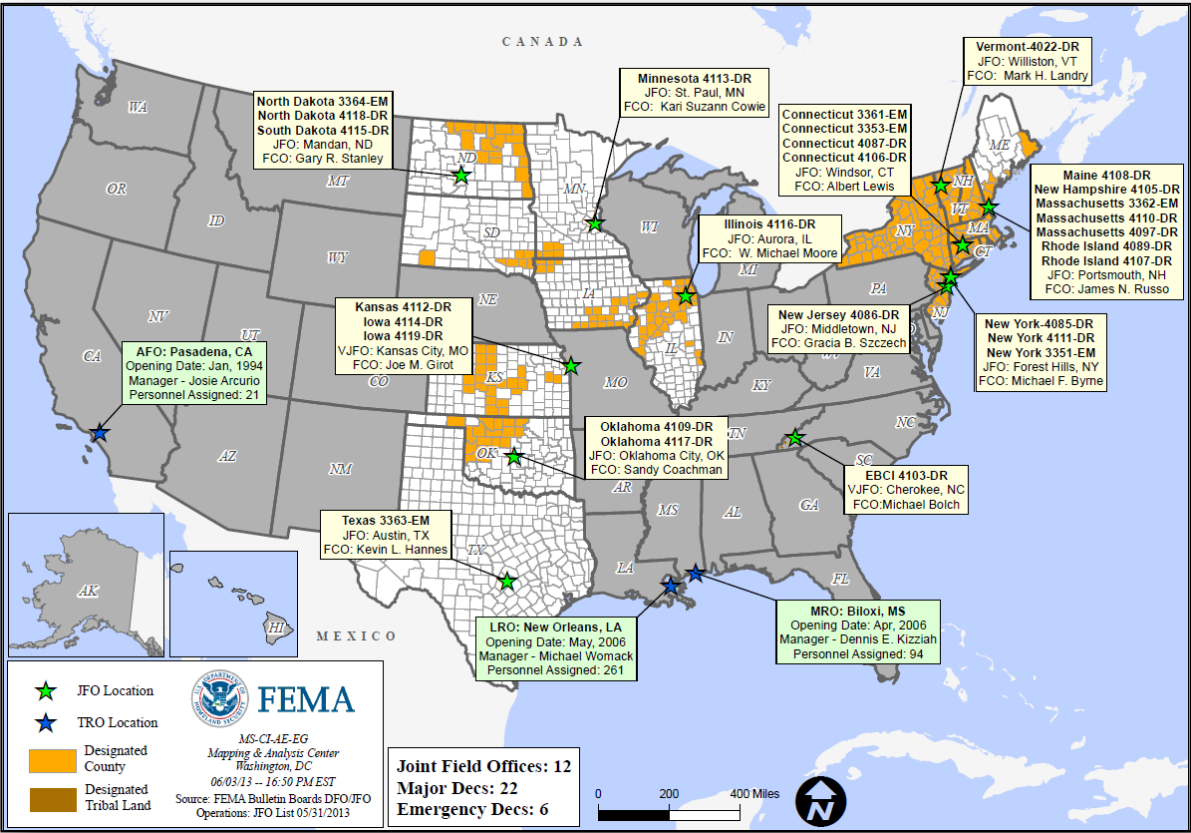 CANADA
Vermont-4022-DR
JFO: Williston, VT
FCO: Mark H. Landry
Minnesota 4113-DR
JFO: St. Paul, MN
FCO: Kari Suzann Cowie
North Dakota 3364-EM
North Dakota 4118-DR
South Dakota 4115-DR
JFO: Mandan, ND
FCO: Gary R. Stanley
Connecticut 3361-EM
Connecticut 3353-EM
Connecticut 4087-DR
Connecticut 4106-DR
JFO: Windsor, CT
FCO: Albert Lewis
Maine 4108-DR
New Hampshire 4105-DR
Massachusetts 3362-EM
Massachusetts 4110-DR
Massachusetts 4097-DR
Rhode Island 4089-DR
Rhode Island 4107-DR
JFO: Portsmouth, NH
FCO: James N. Russo
Illinois 4116-DR
JFO: Aurora, IL
FCO: W. Michael Moore
Kansas 4112-DR
Iowa 4114-DR
Iowa 4119-DR
VJFO: Kansas City, MO
FCO: Joe M. Girot
New Jersey 4086-DR
JFO: Middletown, NJ
FCO: Gracia B. Szczech
New York-4085-DR
New York 4111-DR
New York 3351-EM
JFO: Forest Hills, NY
FCO: Michael F. Byrne
AFO: Pasadena, CA
Opening Date: Jan, 1994
Manager - Josie Arcurio
Personnel Assigned: 21
Oklahoma 4109-DR
Oklahoma 4117-DR
JFO: Oklahoma City, OK
FCO: Sandy Coachman
EBCI 4103-DR
VJFO: Cherokee, NC
FCO:Michael Bolch
Texas 3363-EM
JFO: Austin, TX
FCO: Kevin L. Hannes
LRO: New Orleans, LA
Opening Date: May, 2006
Manager - Michael Womack
Personnel Assigned: 261
MRO: Biloxi, MS
Opening Date: Apr, 2006
Manager - Dennis E. Kizziah
Personnel Assigned: 94
WA
OR
ID
MT
ND
MN
WI
MI
ME
NH
VT
NY
MA
CT
SD
WY
NV
UT
CA
CO
NE
IA
IL
IN
PA
NJ
KS
MO
KY
VA
AZ
NM
OK
AR
TN
NC
SC
TX
LA
MS
AL
GA
FL
AK
HI
MEXICO
JFO Location
TRO Location
Designated
County
Designated
Tribal Land
FEMA
U.S. DEPARTMENT OF
HOMELAND SECURITY
MS-CI-AE-EG
Mapping & Analysis Center
Washington, DC
06/03/13 -- 16:50 PM EST
Source: FEMA Bulletin Boards DFO/JFO
Operations: JFO List 05/31/2013
Joint Field Offices: 12
Major Decs: 22
Emergency Decs: 6
0 200 400 Miles
N